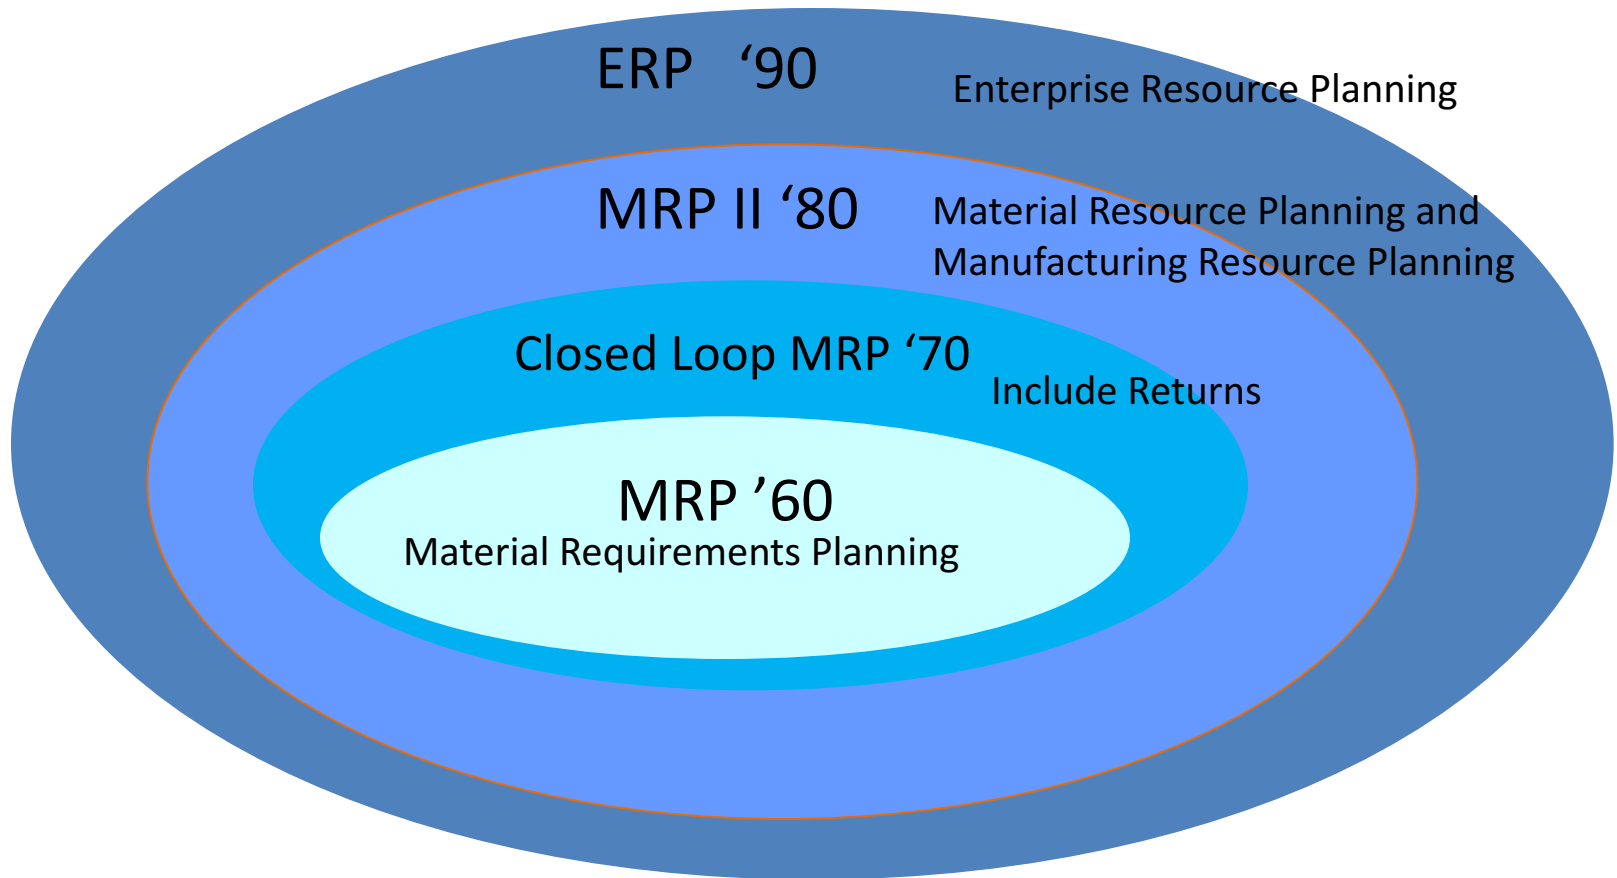 ERP ‘90
Enterprise Resource Planning
MRP II ‘80
Material Resource Planning and
Manufacturing Resource Planning
Closed Loop MRP ‘70
Include Returns
MRP ’60
Material Requirements Planning